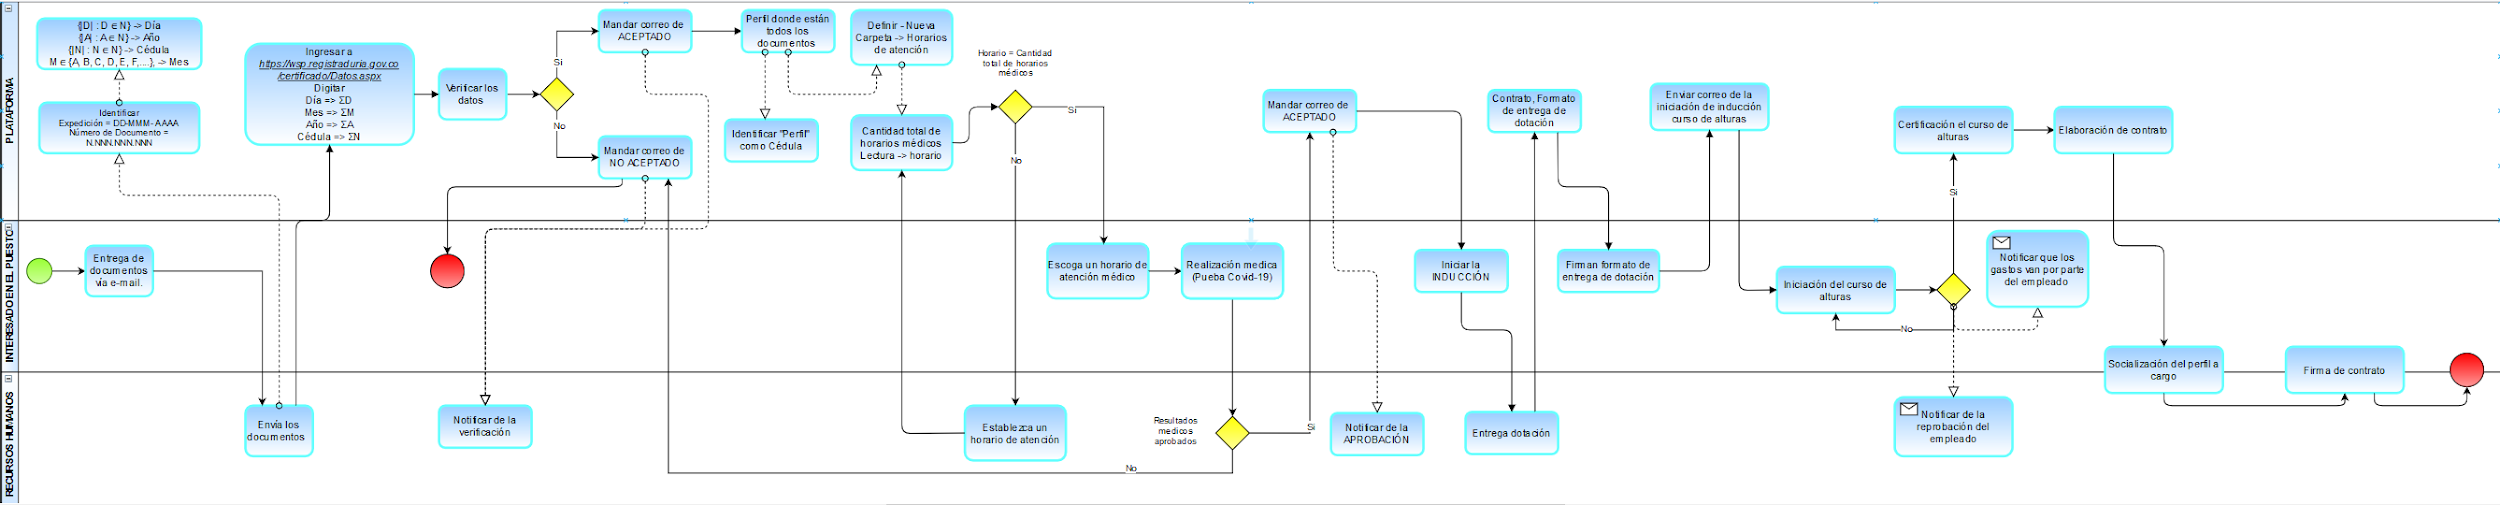 PLATAFORMA
{|D| : D ∈ N} -> Día
{|A| : A ∈ N} -> Año
{|N| : N ∈ N} -> Cédula
M ∈ {A, B, C, D, E, F,....}, -> Mes
Identificar
Expedición = DD-MMM- AAAA
Número de Documento =
N.NNN.NNN.NNN
Ingresar a
https://wsp.registraduria.gov.co
/certificado/Datos.aspx
Digitar
Día => ΣD
Mes => ΣM
Año => ΣA
Cédula => ΣN
Verificar los
datos
Si
No
Mandar correo de
ACEPTADO
Mandar correo de
NO ACEPTADO
Perfil donde están
todos los
documentos
Identificar "Perfil"
como Cédula
Definir - Nueva
Carpeta -> Horarios
de atención
Cantidad total de
horarios médicos
Lectura -> horario
Horario = Cantidad
total de horarios
médicos
Si
No
Mandar correo de
ACEPTADO
Contrato, Formato
de entrega de
dotación
Enviar correo de la
iniciación de inducción
curso de alturas
Certificación el curso de
alturas
Elaboración de contrato
Si
INTERESADO EN EL PUESTO
Entrega de
documentos
vía e-mail.
Escoga un horario de
atención médico
Realización medica
(Pueba Covid-19)
Iniciar la
INDUCCIÓN
Firman formato de
entrega de dotación
Iniciación del curso de
alturas
No
Notificar que los
gastos van por parte
del empleado
Socialización del perfil a
cargo
Firma de contrato
RECURSOS HUMANOS
Envía los
documentos
Notificar de la
verificación
Establezca un
horario de atención
Resultados
medicos
aprobados
Si
No
Notificar de la
APROBACIÓN
Entrega dotación
Notificar de la
reprobación del
empleado